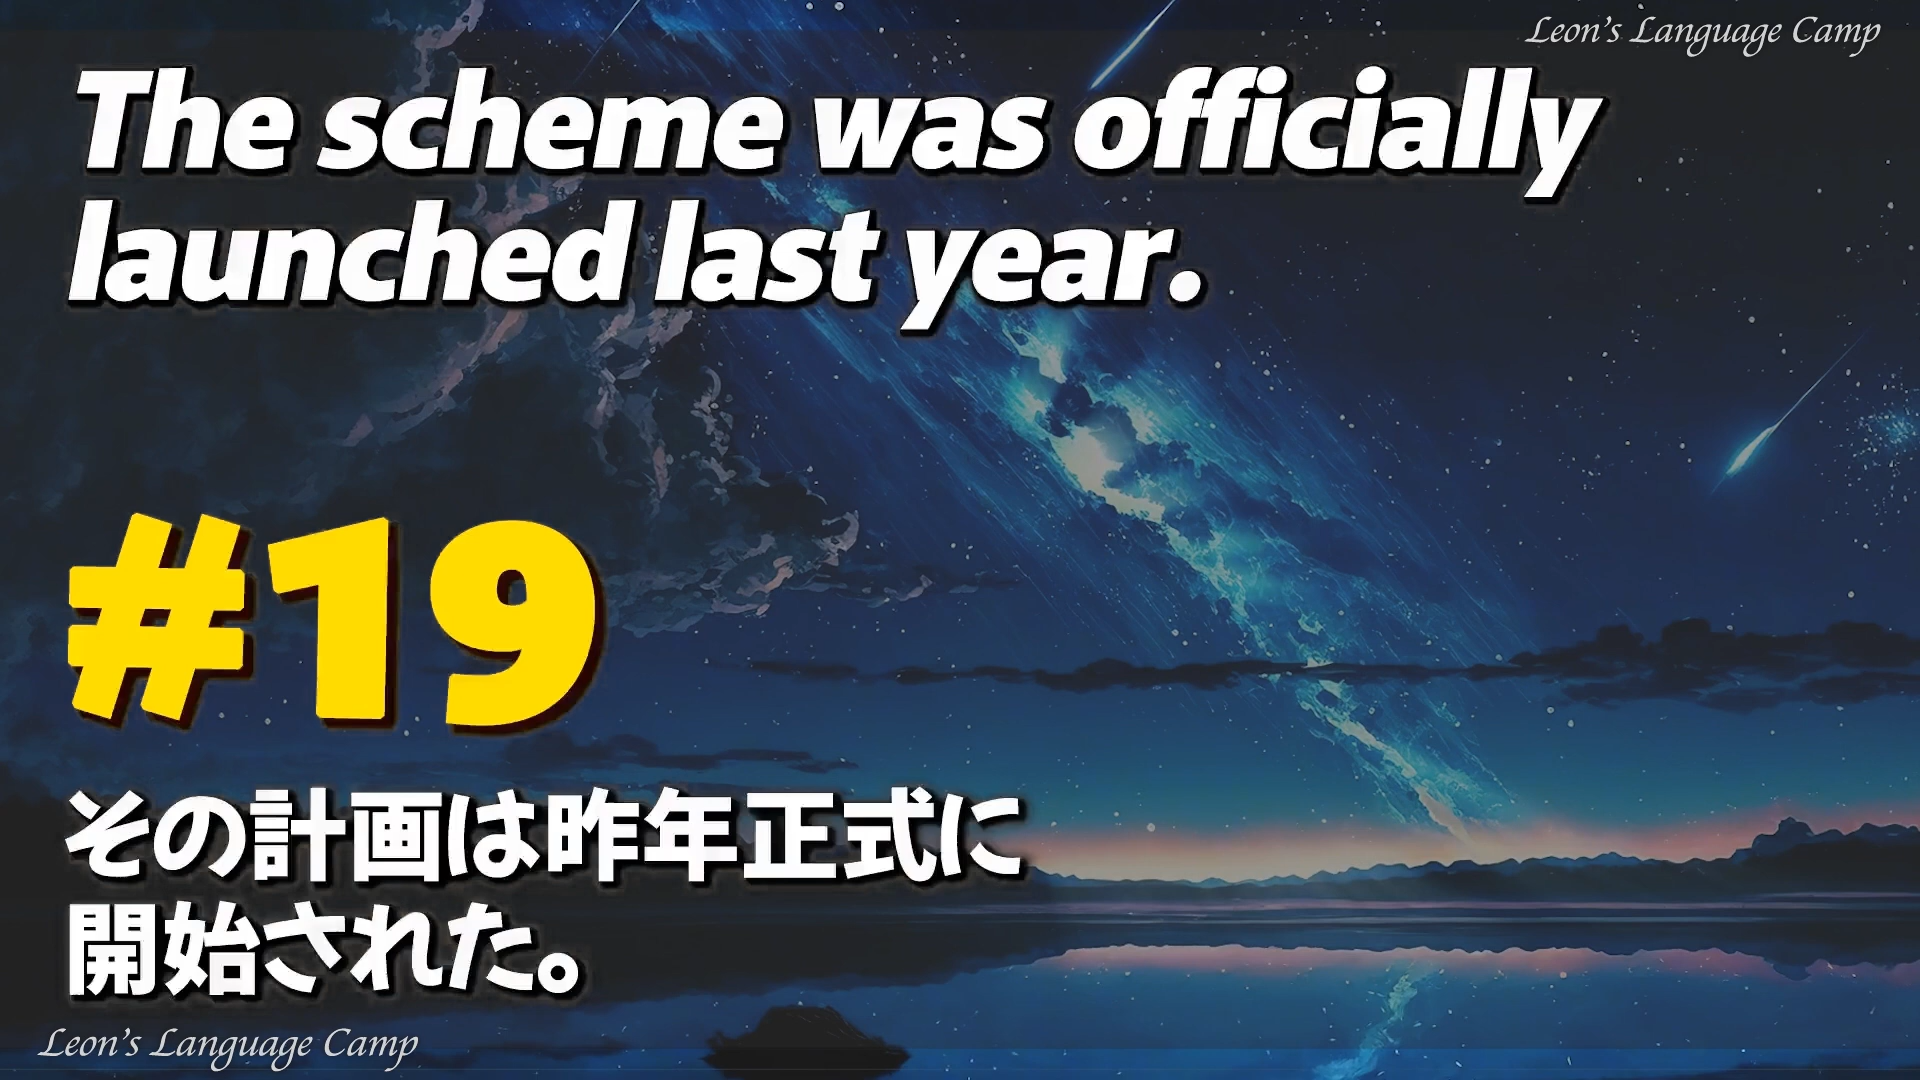 Leon's Language Camp
The scheme was officially
launched last year.
#19
その計画は昨年正式に
開始された。
Leon's Language Camp